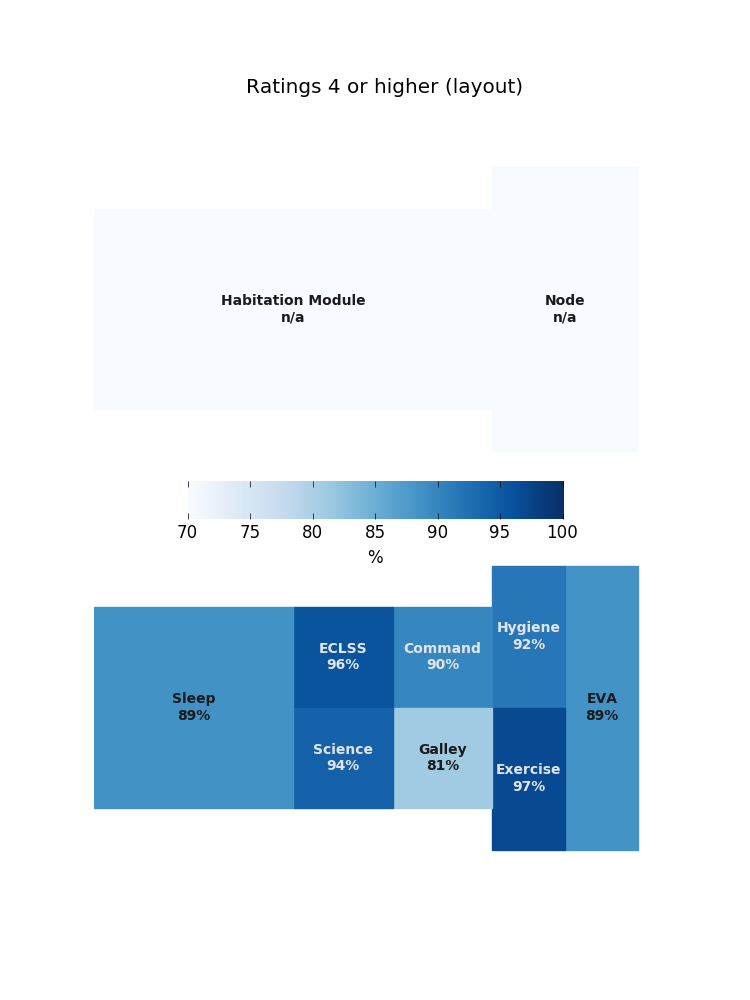 Ratings 4 or higher (layout)
Habitation Module
n/a
Node
n/a
70 75 80 85 90 95 100
%
Sleep
89%
ECLSS
96%
Command
90%
Hygiene
92%
EVA
89%
Science
94%
Galley
81%
Exercise
97%